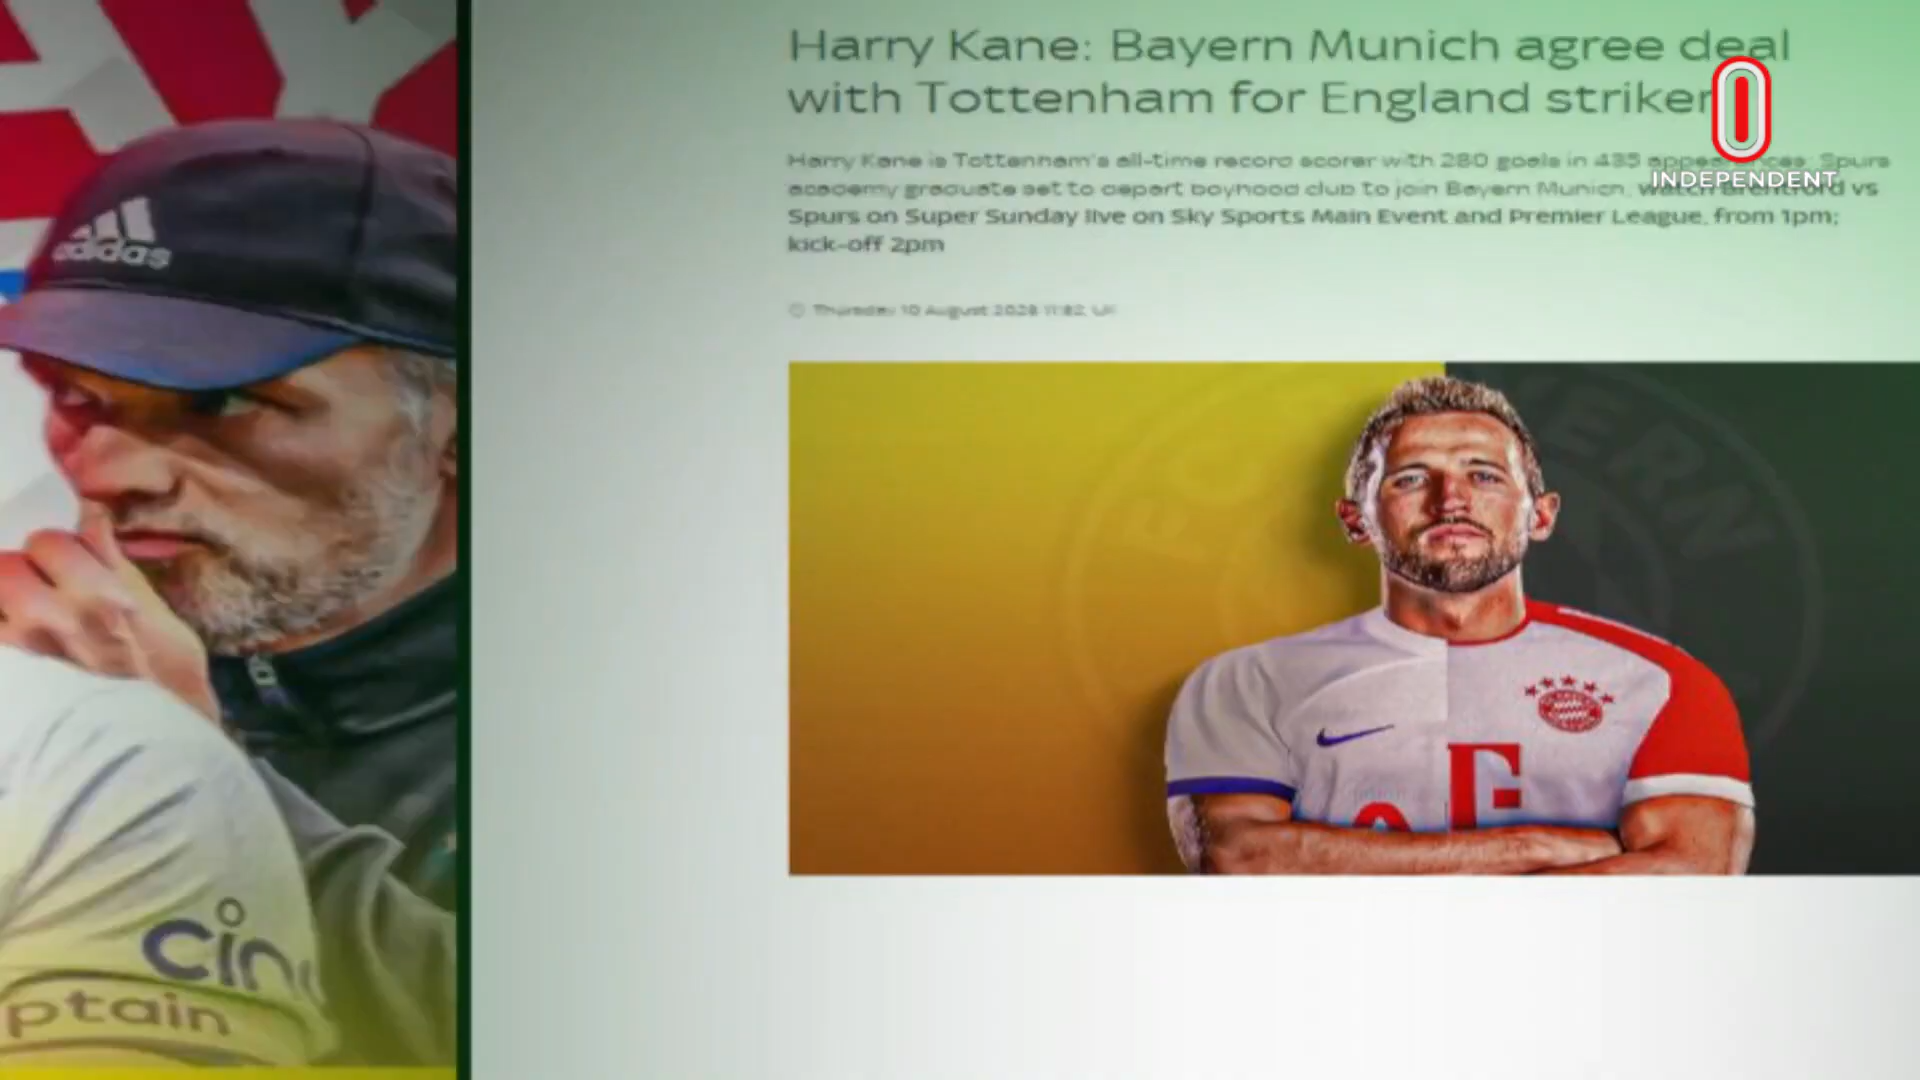 Harry Kane: Bayern Munich agree deal
with Tottenham for England striker
Harry Kane is Tottenham's all-time record scorer with 280 goals in 435 appearances; Spurs
academy graduate set to depart boyhood club to join Bayern Munich, watch Brentford vs
Spurs on Super Sunday live on Sky Sports Main Event and Premier League, from 1pm;
kick-off 2pm
Thursday 10 August 2023
INDEPENDENT
adidas
FC
ERN
cin
ptain